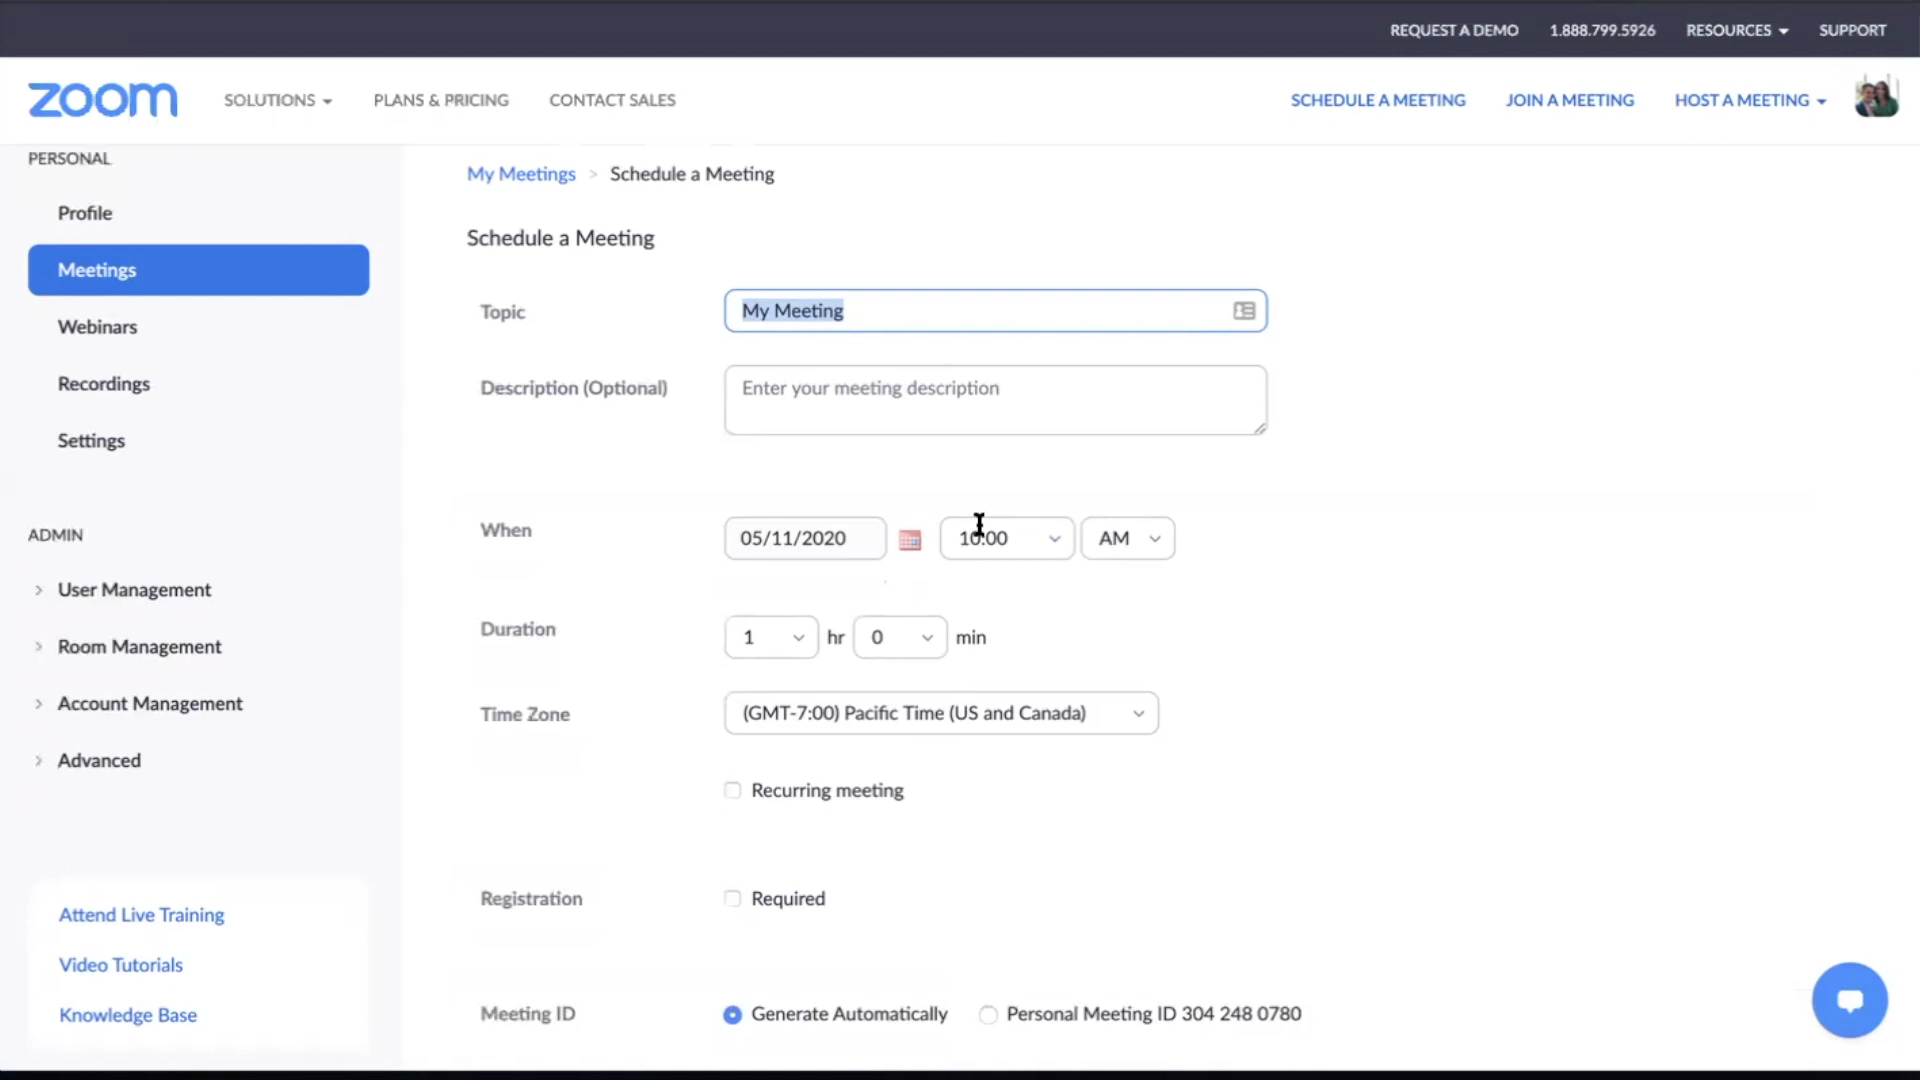 REQUEST A DEMO 1.888.799.5926 RESOURCES SUPPORT
zoom SOLUTIONS PLANS & PRICING CONTACT SALES SCHEDULE A MEETING JOIN A MEETING HOST A MEETING
PERSONAL
Profile
Meetings
Webinars
Recordings
Settings
ADMIN
User Management
Room Management
Account Management
Advanced
Attend Live Training
Video Tutorials
Knowledge Base
My Meetings > Schedule a Meeting
Schedule a Meeting
Topic My Meeting
Description (Optional) Enter your meeting description
When 05/11/2020 10:00 AM
Duration 1 hr 0 min
Time Zone (GMT-7:00) Pacific Time (US and Canada)
Recurring meeting
Registration Required
Meeting ID Generate Automatically Personal Meeting ID 304 248 0780